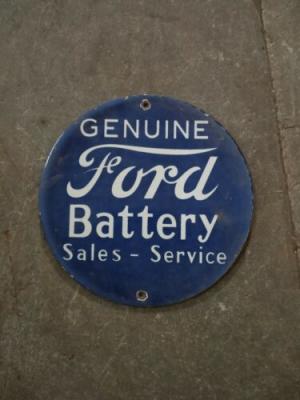 GENUINE
Ford
Battery
Sales - Service